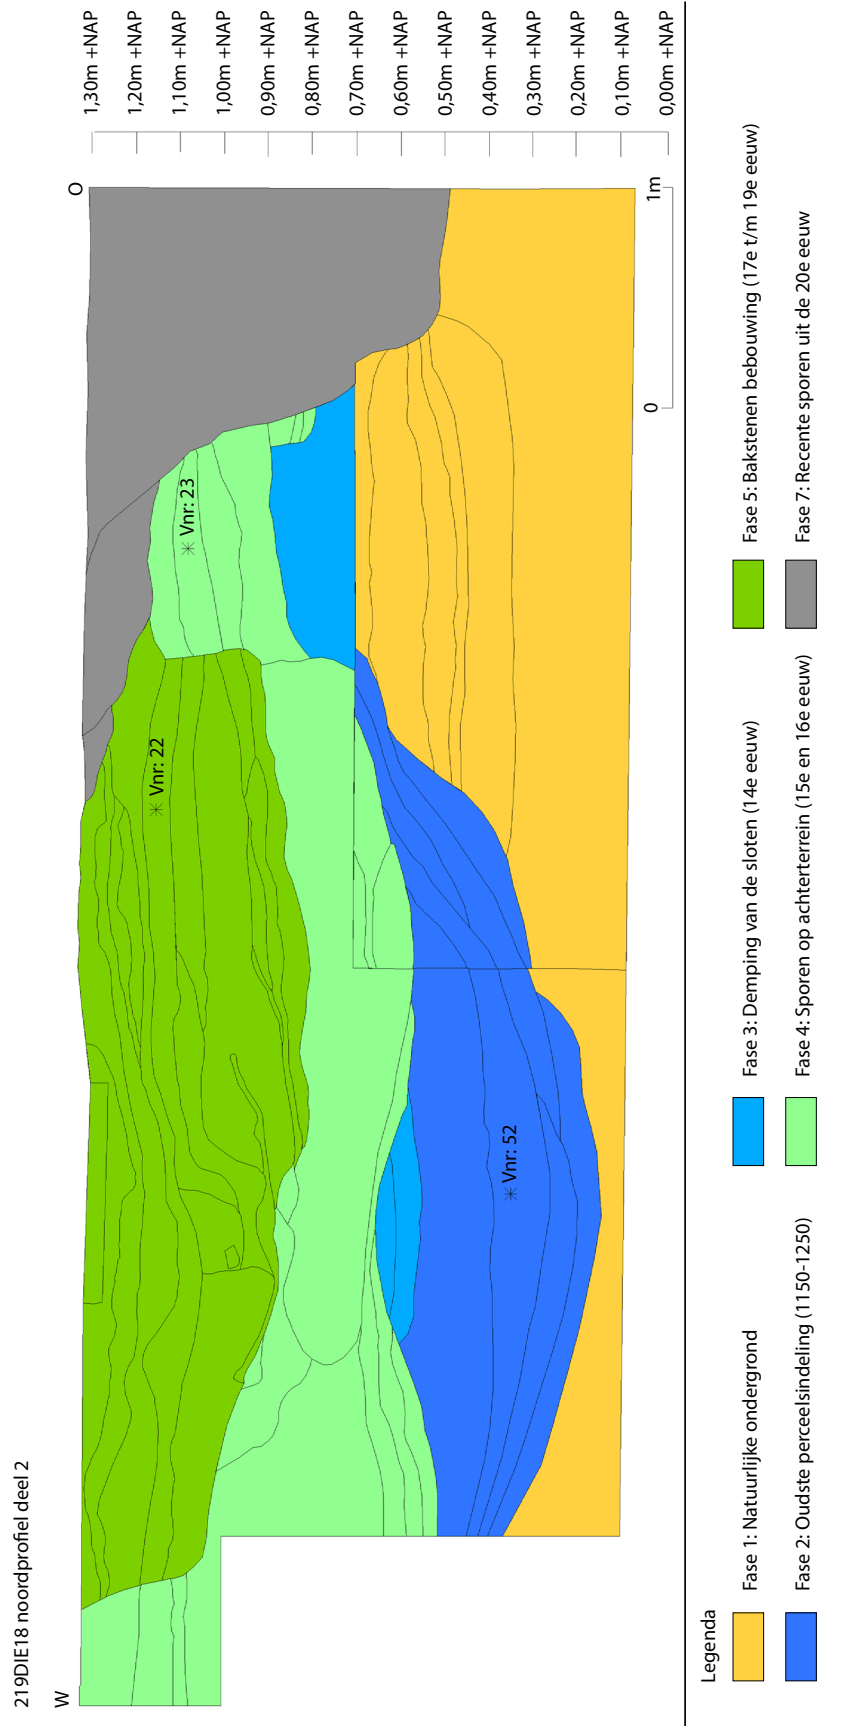 219DIE18 noordprofiel deel 2
W
O
1,30m +NAP
1,20m +NAP
1,10m +NAP
1,00m +NAP
0,90m +NAP
0,80m +NAP
0,70m +NAP
0,60m +NAP
0,50m +NAP
0,40m +NAP
0,30m +NAP
0,20m +NAP
0,10m +NAP
0,00m +NAP
Vnr: 22
Vnr: 23
Vnr: 52
0
1m
Legenda
Fase 1: Natuurlijke ondergrond
Fase 2: Oudste perceelsindeling (1150-1250)
Fase 3: Demping van de sloten (14e eeuw)
Fase 4: Sporen op achterterrein (15e en 16e eeuw)
Fase 5: Bakstenen bebouwing (17e t/m 19e eeuw)
Fase 7: Recente sporen uit de 20e eeuw